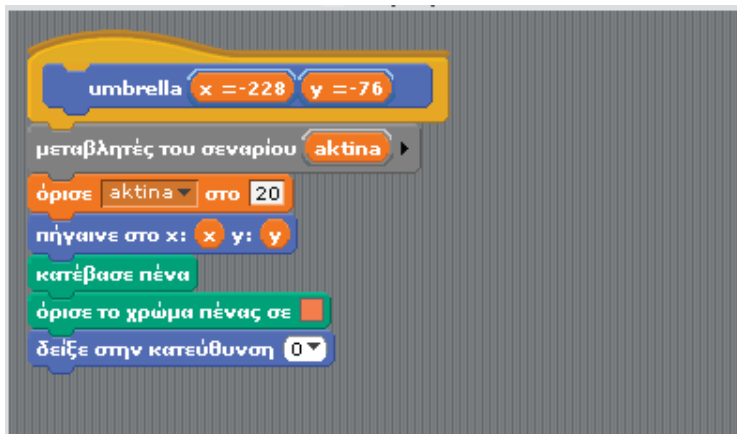 umbrella x =-228 y =-76
μεταβλητές του σεναρίου aktina
όρισε aktina στο 20
πήγαινε στο x: x y: y
κατέβασε πένα
όρισε το χρώμα πένας σε
δείξε στην κατεύθυνση 0